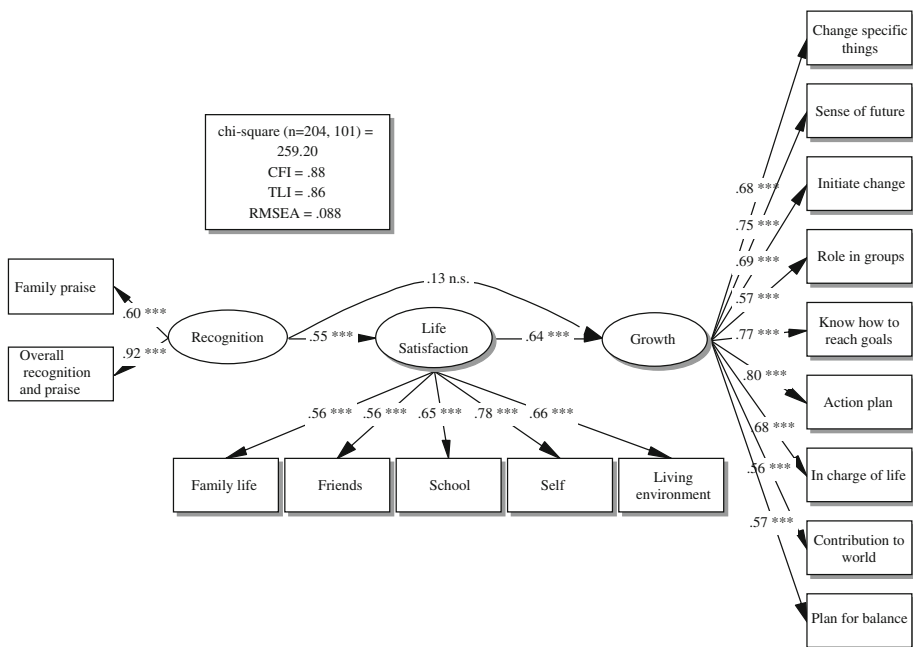 chi-square (n=204, 101) =
259.20
CFI = .88
TLI = .86
RMSEA = .088
Family praise
Overall
recognition
and praise
.60 ***
.92 ***
Recognition
.13 n.s.
.55 ***
Life
Satisfaction
.64 ***
Growth
.56 ***
.56 ***
.65 ***
.78 ***
.66 ***
Family life
Friends
School
Self
Living
environment
.68 ***
.75 ***
.69 ***
.57 ***
.77 ***
.80 ***
.68 ***
.56 ***
.57 ***
Change specific
things
Sense of future
Initiate change
Role in groups
Know how to
reach goals
Action plan
In charge of life
Contribution to
world
Plan for balance